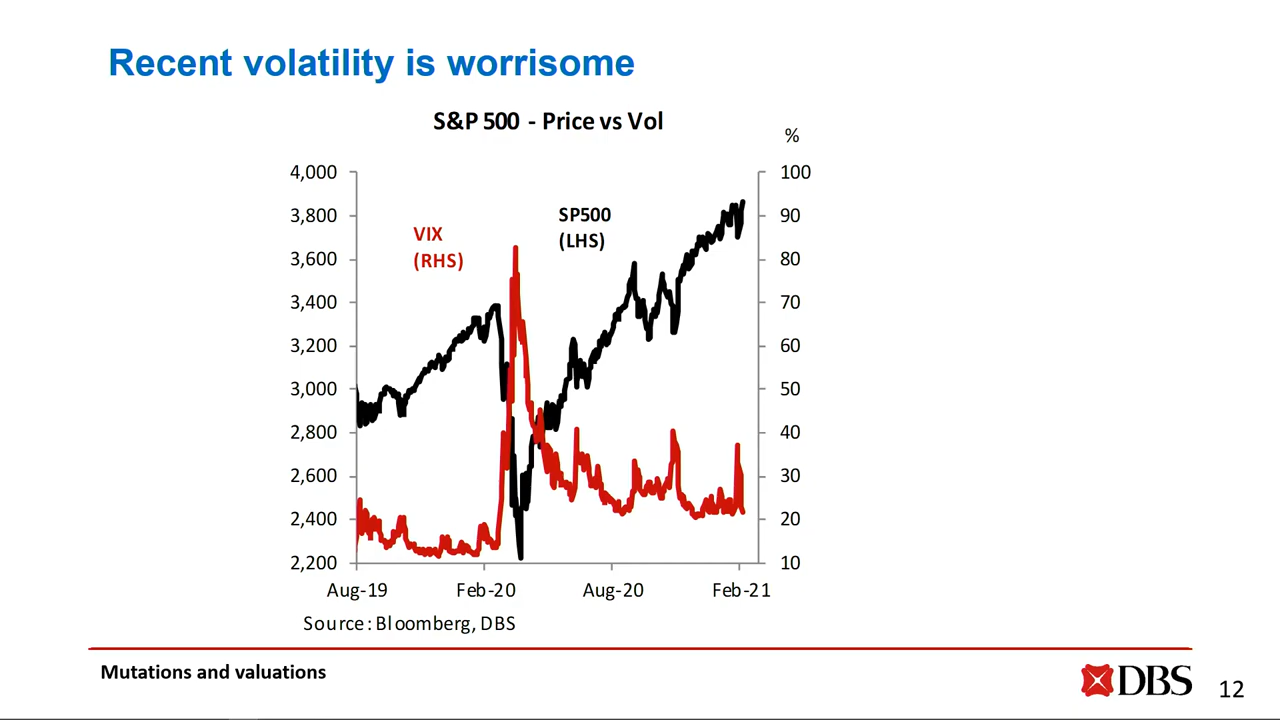 Recent volatility is worrisome
S&P 500 - Price vs Vol
%
4,000
3,800
3,600
3,400
3,200
3,000
2,800
2,600
2,400
2,200
VIX
(RHS)
SP500
(LHS)
100
90
80
70
60
50
40
30
20
10
Aug-19 Feb-20 Aug-20 Feb-21
Source: Bloomberg, DBS
Mutations and valuations
DBS
12